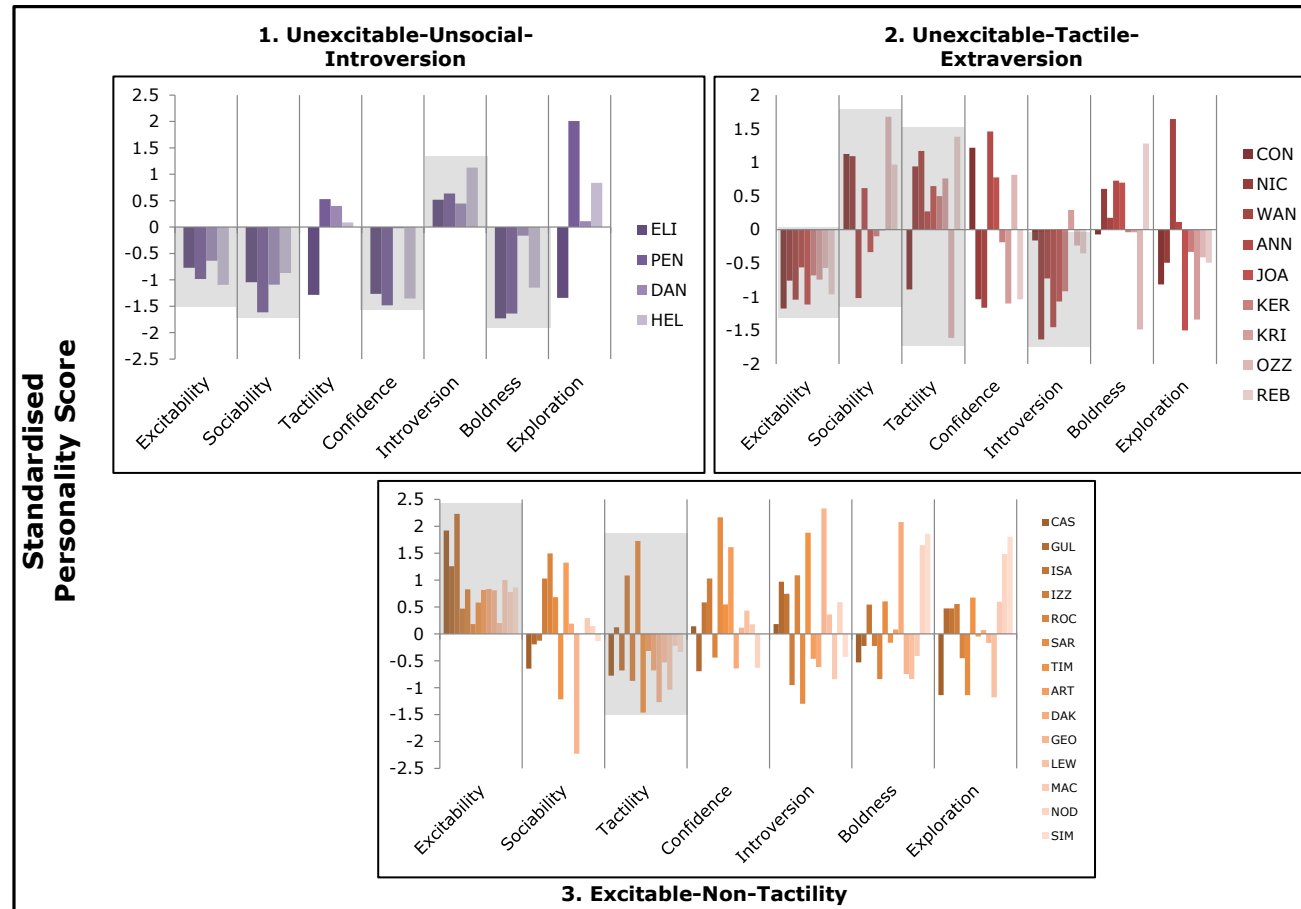 1. Unexcitable-Unsocial-
Introversion
2. Unexcitable-Tactile-
Extraversion
Standardised
Personality Score
2.5
2
1.5
1
0.5
0
-0.5
-1
-1.5
-2
-2.5
Excitability
Sociability
Tactility
Confidence
Introversion
Boldness
Exploration
ELI
PEN
DAN
HEL
2
1.5
1
0.5
0
-0.5
-1
-1.5
-2
Excitability
Sociability
Tactility
Confidence
Introversion
Boldness
Exploration
CON
NIC
WAN
ANN
JOA
KER
KRI
OZZ
REB
2.5
2
1.5
1
0.5
0
-0.5
-1
-1.5
-2
-2.5
Excitability
Sociability
Tactility
Confidence
Introversion
Boldness
Exploration
CAS
GUL
ISA
IZZ
ROC
SAR
TIM
ART
DAK
GEO
LEW
MAC
NOD
SIM
3. Excitable-Non-Tactility